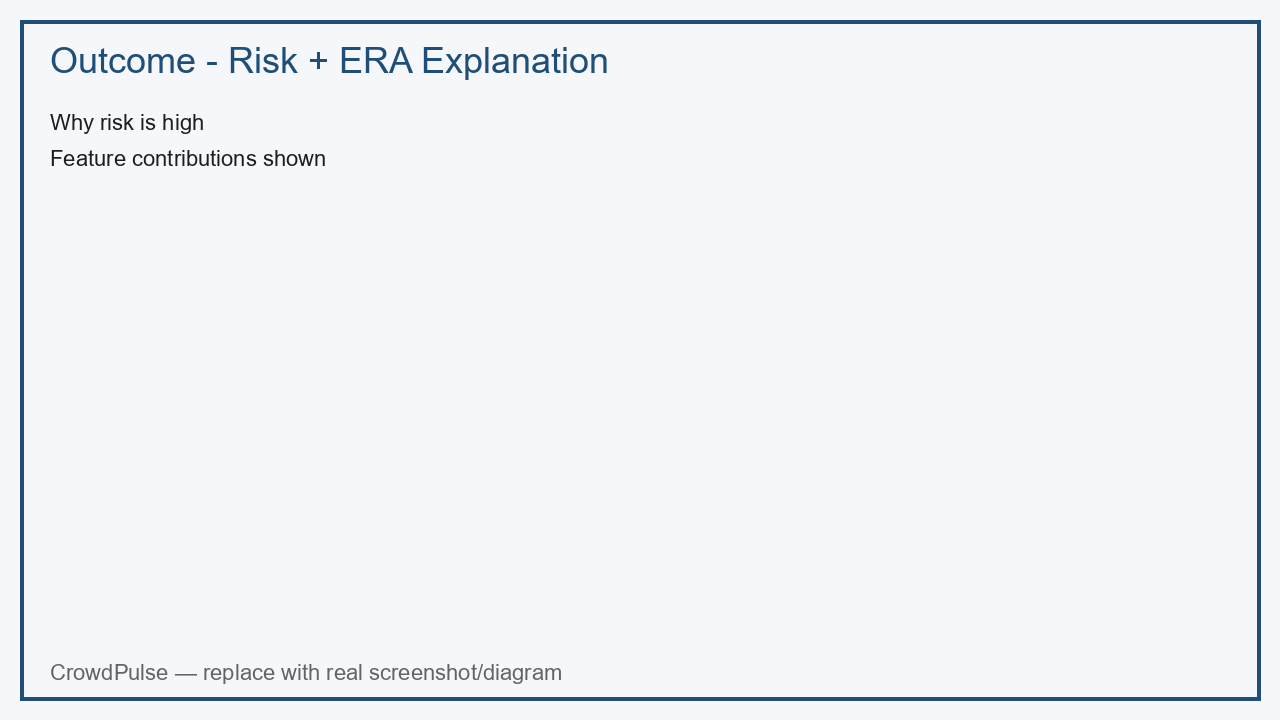 Outcome - Risk + ERA Explanation
Why risk is high
Feature contributions shown
CrowdPulse — replace with real screenshot/diagram